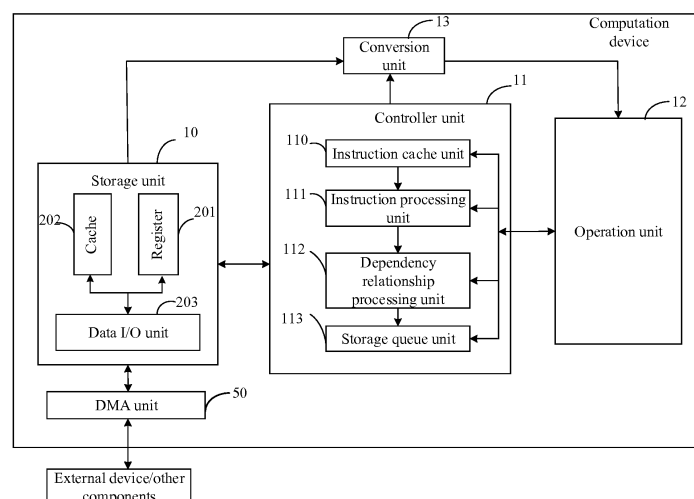 13
Computation
device
Conversion
unit
11
12
Controller unit
10
110
Instruction cache unit
Storage unit
202
Cache
Register
201
111
Instruction processing
unit
Operation unit
112
Dependency
relationship
processing unit
203
Data I/O unit
113
Storage queue unit
DMA unit
50
External device/other
components